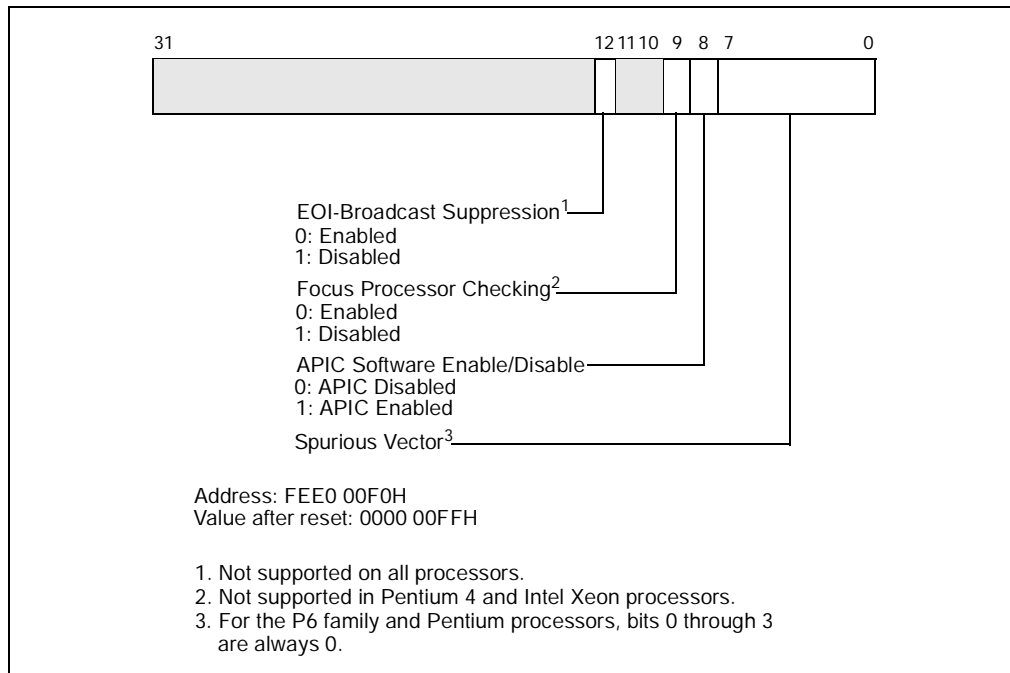 31 12 11 10 9 8 7 0
EOI-Broadcast Suppression1
0: Enabled
1: Disabled
Focus Processor Checking2
0: Enabled
1: Disabled
APIC Software Enable/Disable
0: APIC Disabled
1: APIC Enabled
Spurious Vector3
Address: FEE0 00F0H
Value after reset: 0000 00FFH
1. Not supported on all processors.
2. Not supported in Pentium 4 and Intel Xeon processors.
3. For the P6 family and Pentium processors, bits 0 through 3
are always 0.